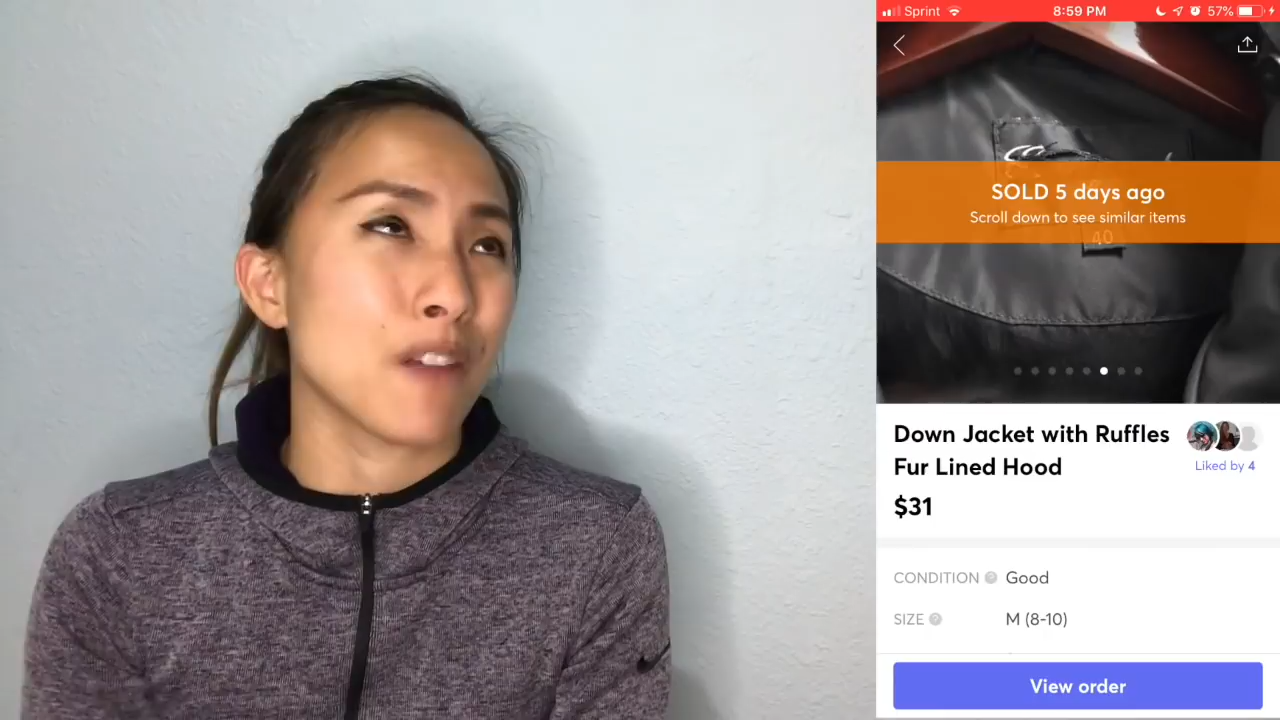 Sprint 8:59 PM 57%
SOLD 5 days ago
Scroll down to see similar items
40
Down Jacket with Ruffles
Fur Lined Hood
Liked by 4
$31
CONDITION ? Good
SIZE ? M (8-10)
View order